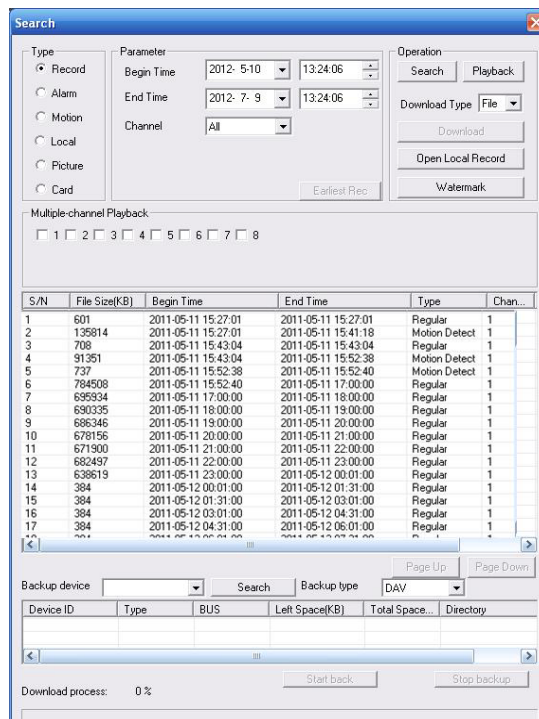 Search
Type
Record
Alarm
Motion
Local
Picture
Card
Parameter
Begin Time 2012- 5-10 13:24:06
End Time 2012- 7- 9 13:24:06
Channel All
Earliest Rec
Operation
Search Playback
Download Type File
Download
Open Local Record
Watermark
Multiple-channel Playback
1 2 3 4 5 6 7 8
S/N File Size(KB) Begin Time End Time Type Chan...
1 601 2011-05-11 15:27:01 2011-05-11 15:27:01 Regular 1
2 135814 2011-05-11 15:27:01 2011-05-11 15:41:18 Motion Detect 1
3 708 2011-05-11 15:43:04 2011-05-11 15:43:04 Regular 1
4 91351 2011-05-11 15:43:04 2011-05-11 15:52:38 Motion Detect 1
5 737 2011-05-11 15:52:38 2011-05-11 15:52:40 Motion Detect 1
6 784508 2011-05-11 15:52:40 2011-05-11 17:00:00 Regular 1
7 695934 2011-05-11 17:00:00 2011-05-11 18:00:00 Regular 1
8 690335 2011-05-11 18:00:00 2011-05-11 19:00:00 Regular 1
9 686346 2011-05-11 19:00:00 2011-05-11 20:00:00 Regular 1
10 678156 2011-05-11 20:00:00 2011-05-11 21:00:00 Regular 1
11 671900 2011-05-11 21:00:00 2011-05-11 22:00:00 Regular 1
12 682497 2011-05-11 22:00:00 2011-05-11 23:00:00 Regular 1
13 638619 2011-05-11 23:00:00 2011-05-12 00:01:00 Regular 1
14 384 2011-05-12 00:01:00 2011-05-12 01:31:00 Regular 1
15 384 2011-05-12 01:31:00 2011-05-12 03:01:00 Regular 1
16 384 2011-05-12 03:01:00 2011-05-12 04:31:00 Regular 1
17 384 2011-05-12 04:31:00 2011-05-12 06:01:00 Regular 1
Page Up Page Down
Backup device Search Backup type DAV
Device ID Type BUS Left Space(KB) Total Space... Directory
Start back Stop backup
Download process: 0 %